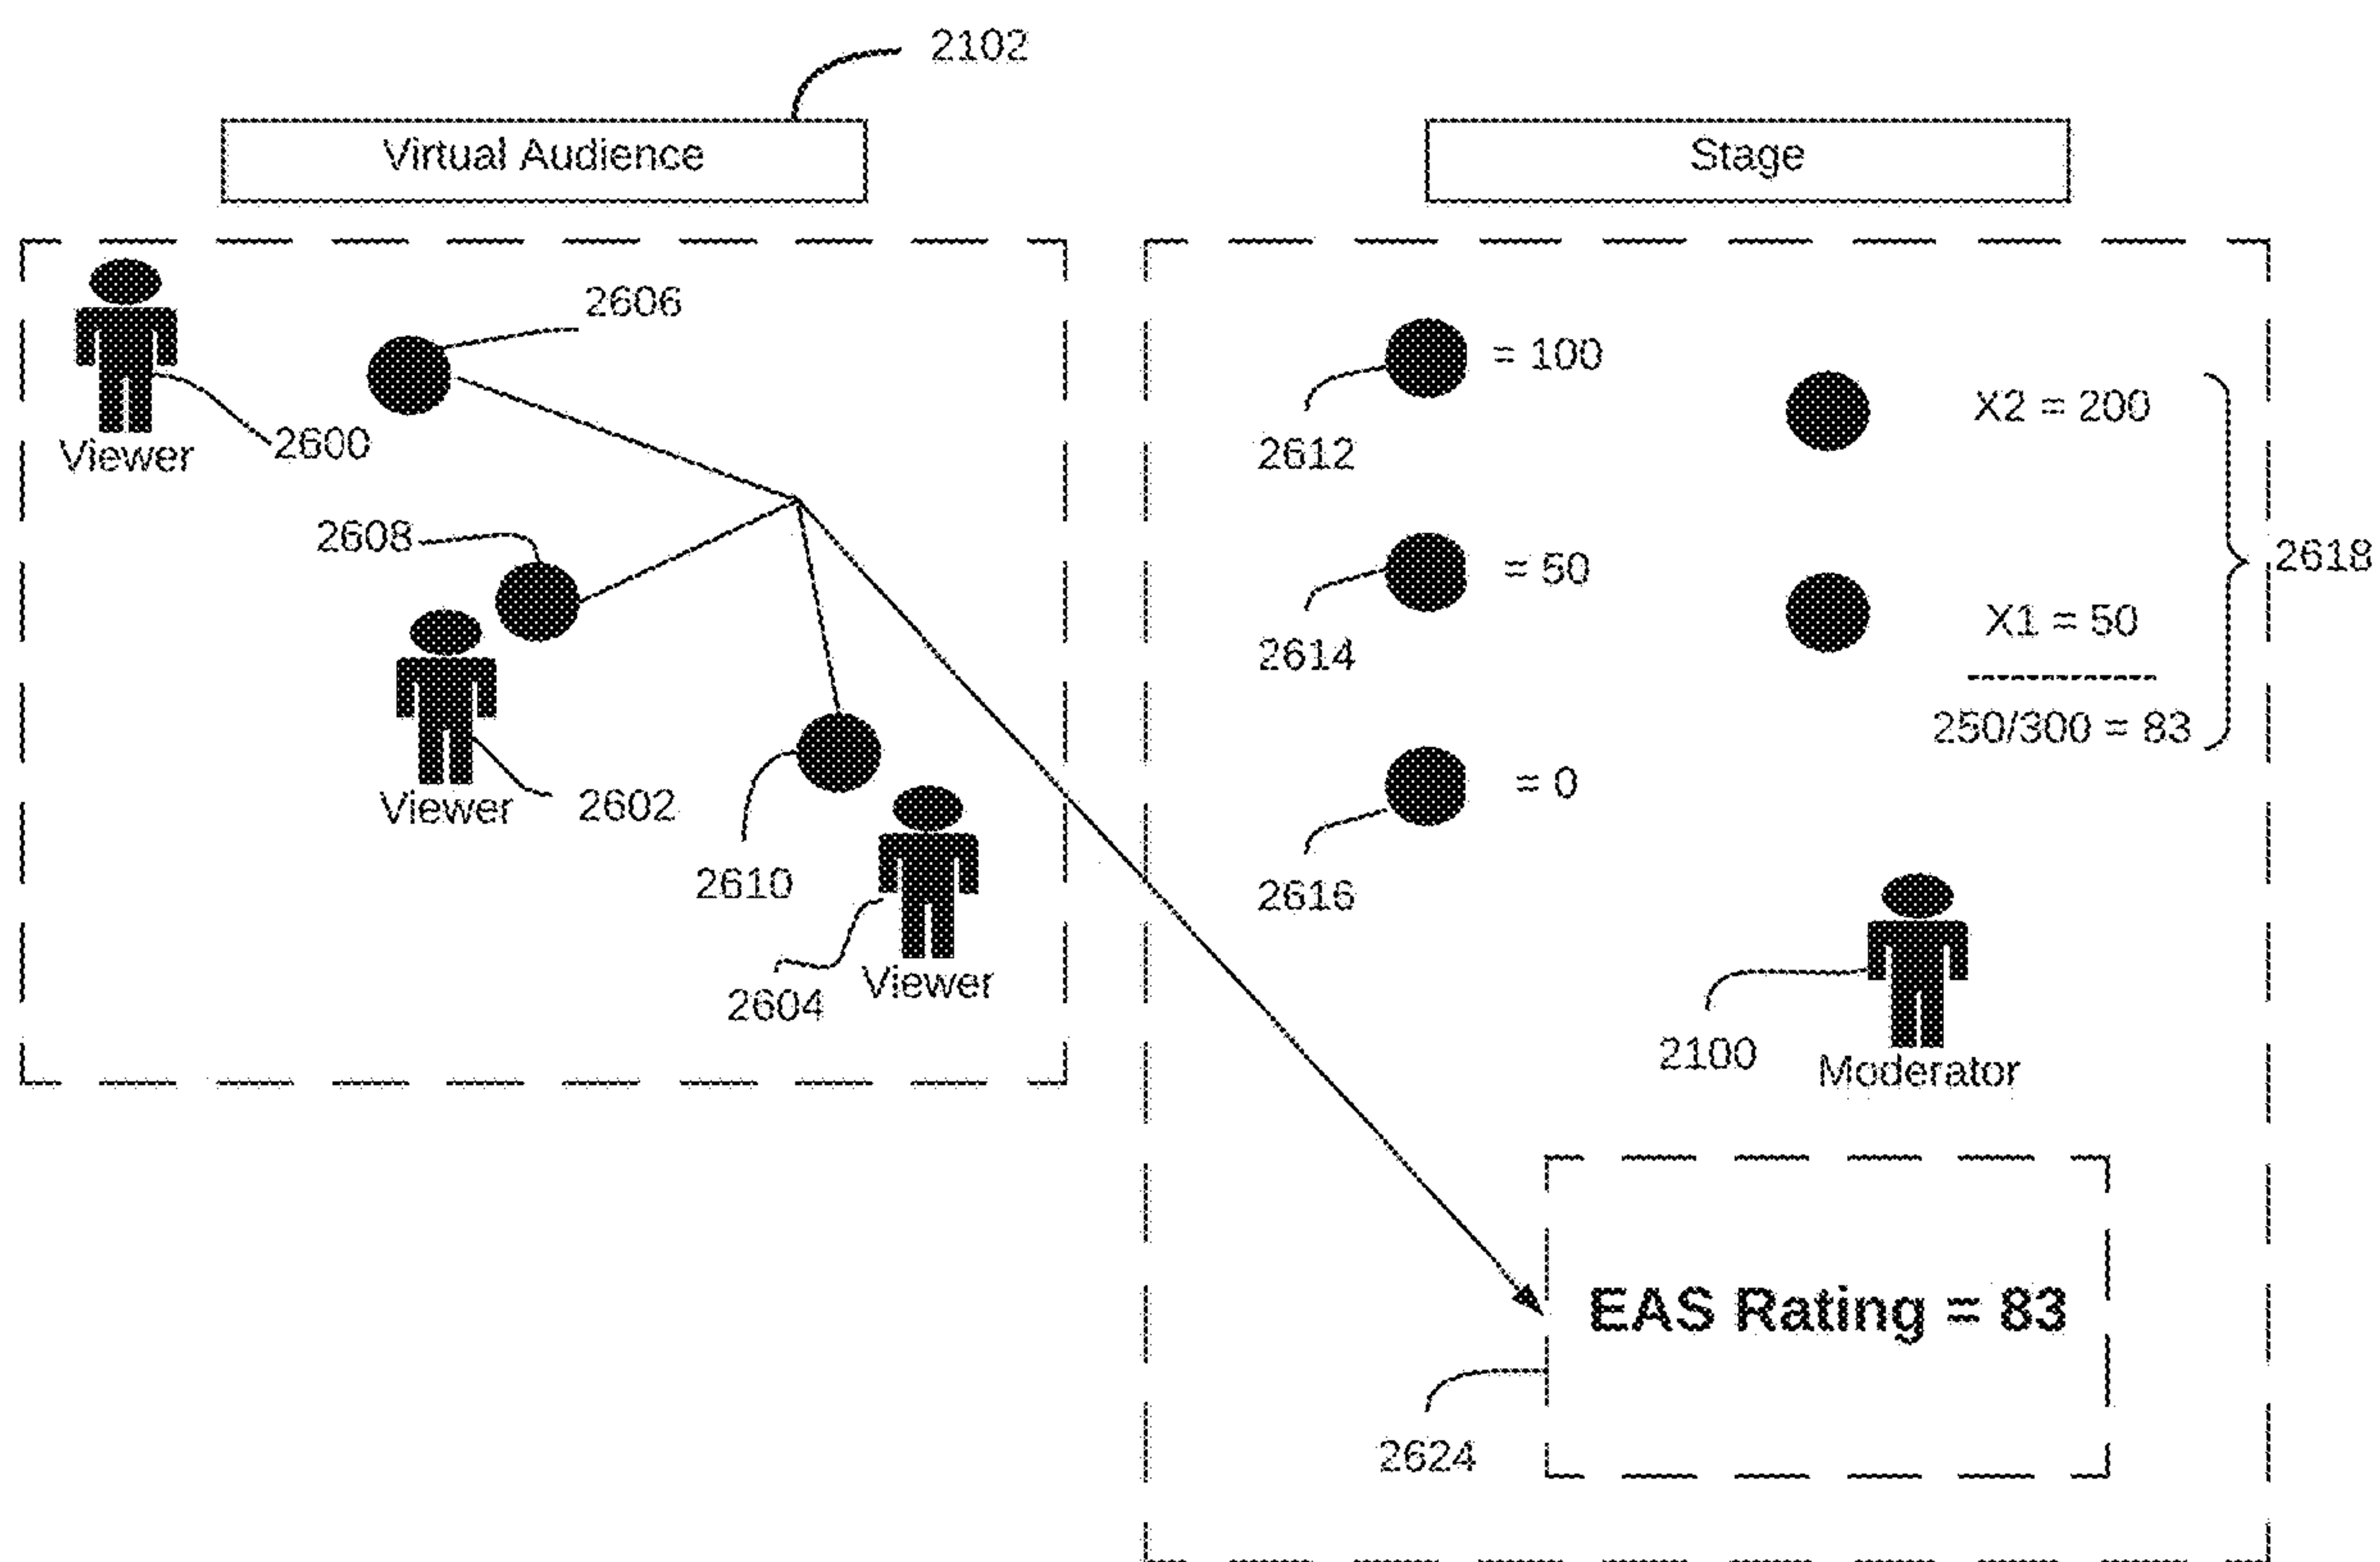 2102
Virtual Audience
Stage
2606
2600
Viewer
2608
Viewer
2602
2610
2604
Viewer
= 100
2612
X2 = 200
= 50
2614
X1 = 50
250/300 = 83
2618
= 0
2616
2100
Moderator
EAS Rating = 83
2624